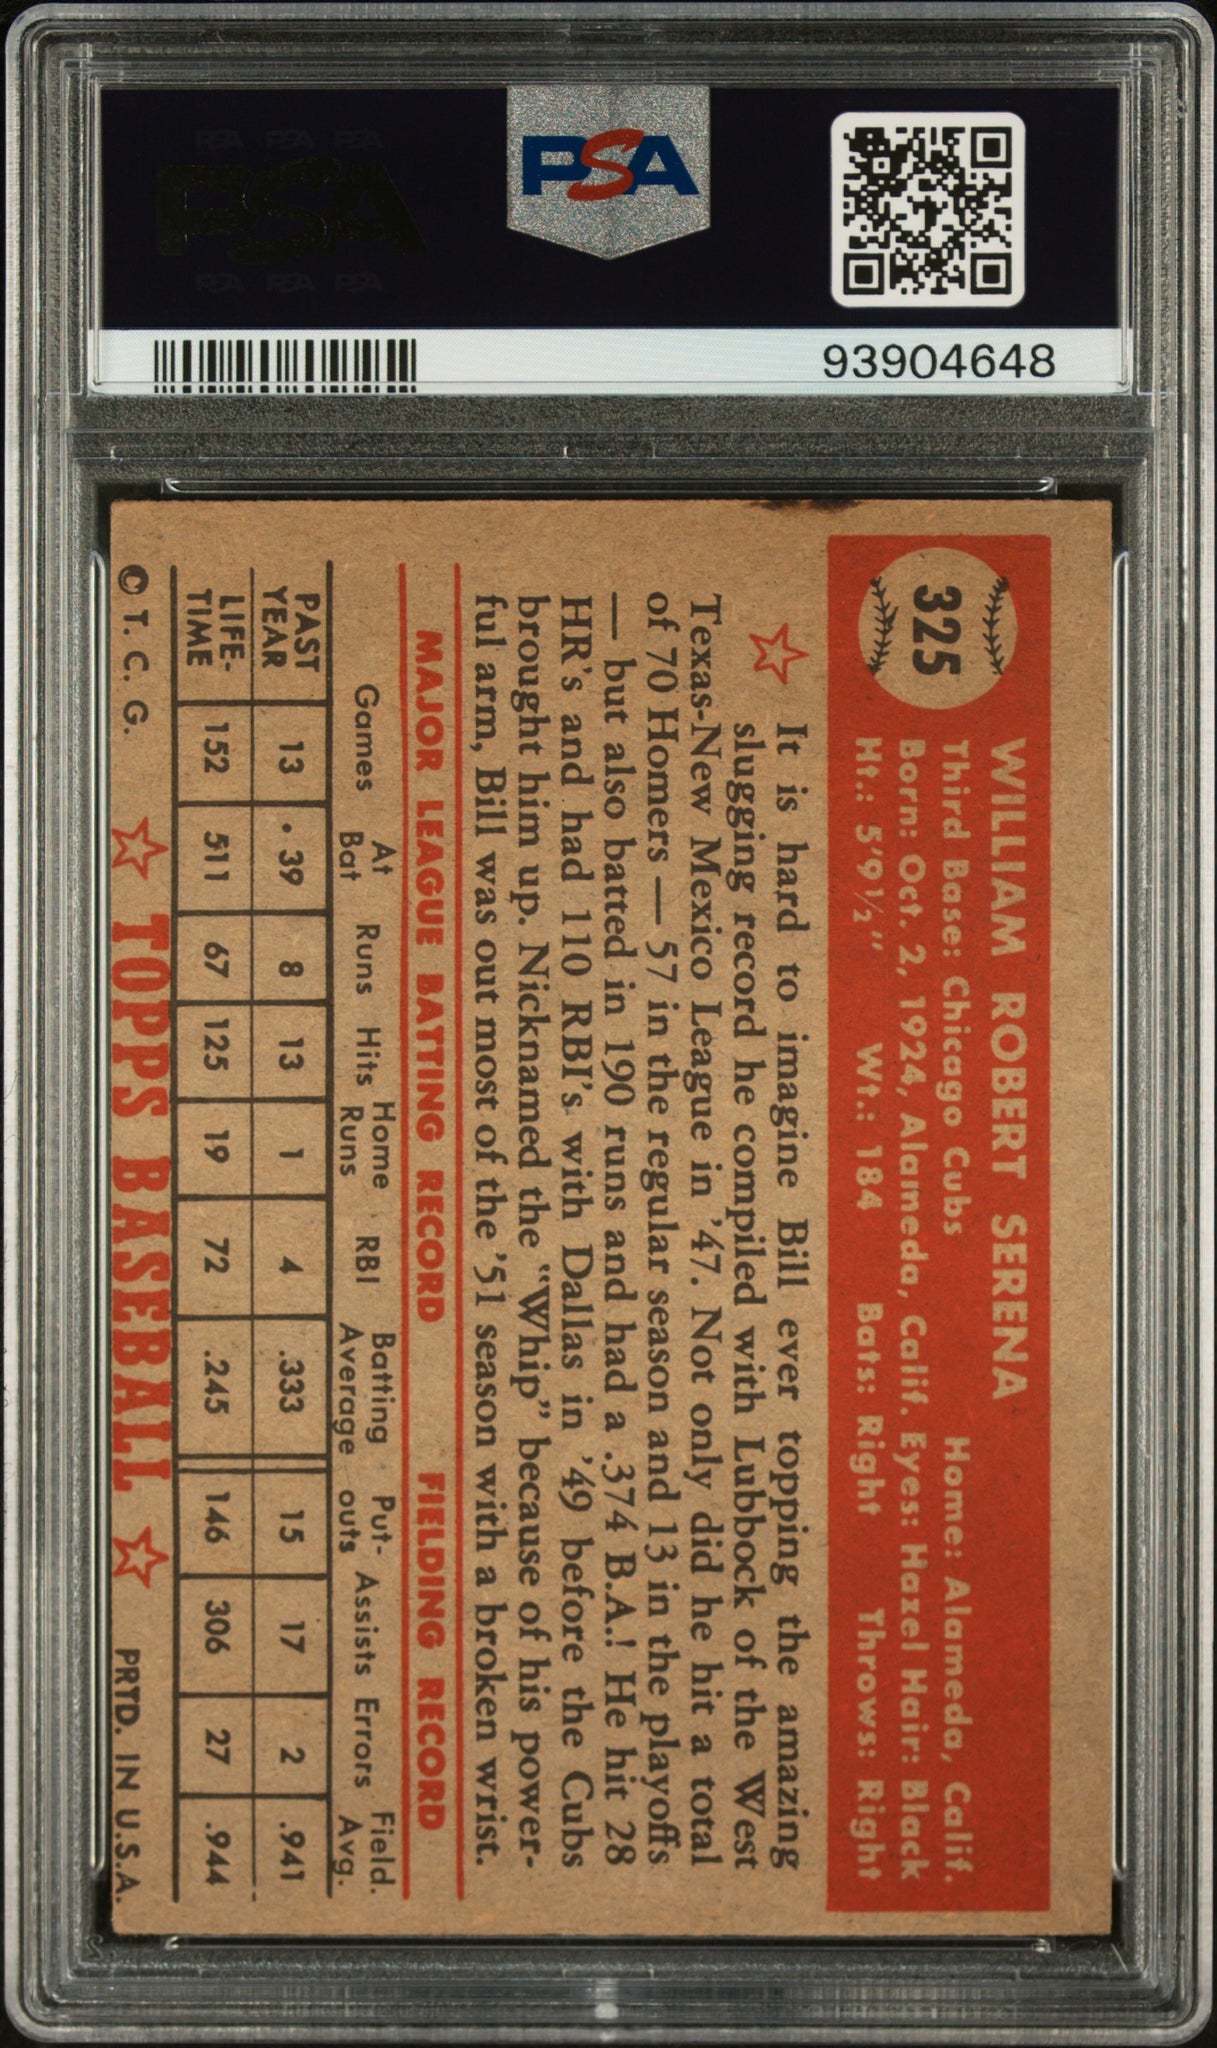 PSA PSA PSA
PSA
PSA PSA PSA
PSA
93904648
325
WILLIAM ROBERT SERENA
Third Base: Chicago Cubs Home: Alameda, Calif.
Born: Oct. 2, 1924, Alameda, Calif. Eyes: Hazel Hair: Black
Ht.: 5'9½" Wt.: 184 Bats: Right Throws: Right
It is hard to imagine Bill ever topping the amazing
slugging record he compiled with Lubbock of the West
Texas-New Mexico League in '47. Not only did he hit a total
of 70 Homers — 57 in the regular season and 13 in the playoffs
— but also batted in 190 runs and had a .374 B.A.! He hit 28
HR's and had 110 RBI's with Dallas in '49 before the Cubs
brought him up. Nicknamed the "Whip" because of his power-
ful arm, Bill was out most of the '51 season with a broken wrist.
MAJOR LEAGUE BATTING RECORD FIELDING RECORD
Games At Bat Runs Hits Home Runs RBI Batting Average Put-outs Assists Errors Field. Avg.
PAST YEAR 13 . 39 8 13 1 4 .333 15 17 2 .941
LIFE-TIME 152 511 67 125 19 72 .245 146 306 27 .944
© T. C. G. ☆ TOPPS BASEBALL ☆ PRTD. IN U.S.A.